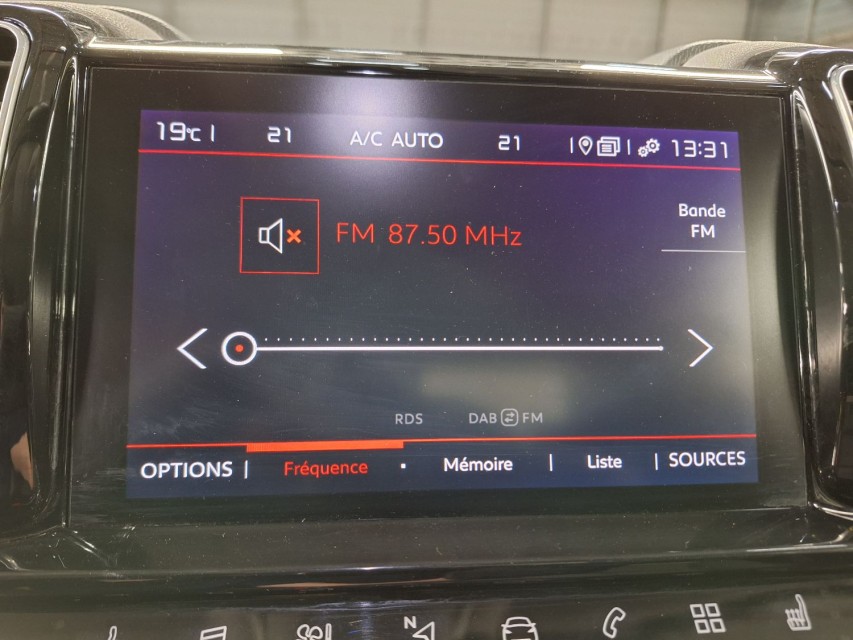 19°C | 21 A/C AUTO 21 | | 13:31
FM 87.50 MHz
Bande
FM
RDS DAB FM
OPTIONS | Fréquence · Mémoire | Liste | SOURCES
N